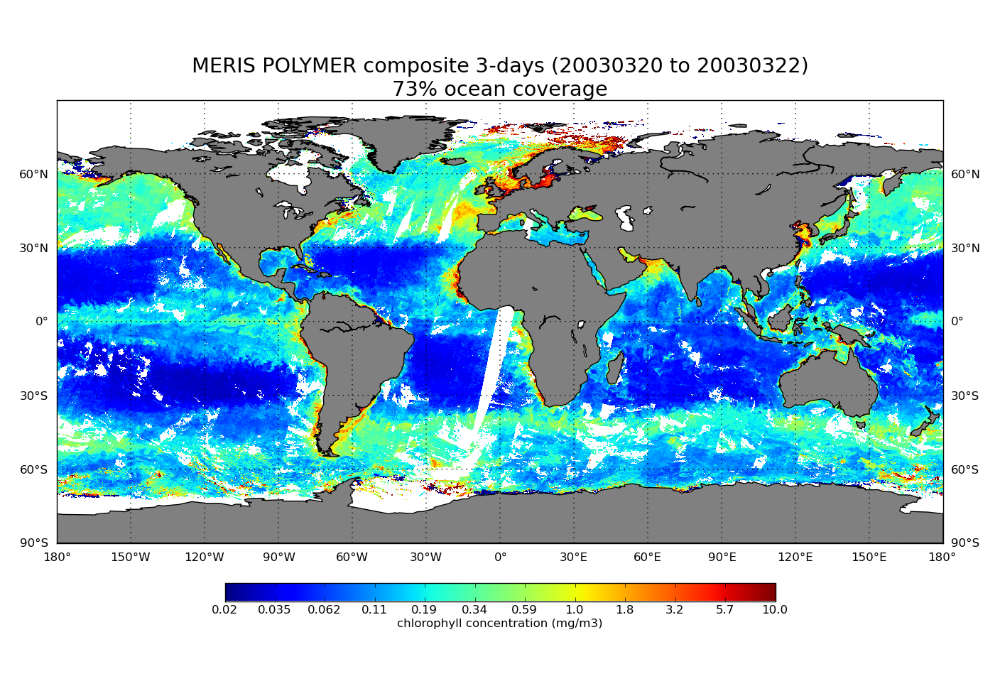 MERIS POLYMER composite 3-days (20030320 to 20030322)
73% ocean coverage
60°N 60°N
30°N 30°N
0° 0°
30°S 30°S
60°S 60°S
90°S 90°S
180° 150°W 120°W 90°W 60°W 30°W 0° 30°E 60°E 90°E 120°E 150°E 180°
0.02 0.035 0.062 0.11 0.19 0.34 0.59 1.0 1.8 3.2 5.7 10.0
chlorophyll concentration (mg/m3)